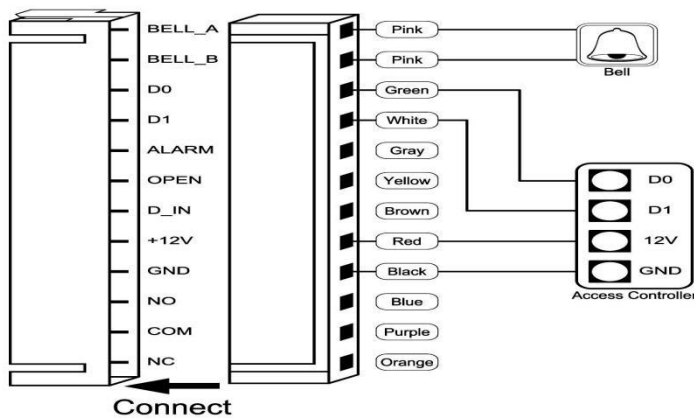 BELL_A Pink
BELL_B Pink
Bell
D0 Green
D1 White
ALARM Gray
OPEN Yellow D0
D_IN Brown D1
+12V Red 12V
GND Black GND
Access Controller
NO Blue
COM Purple
NC Orange
Connect